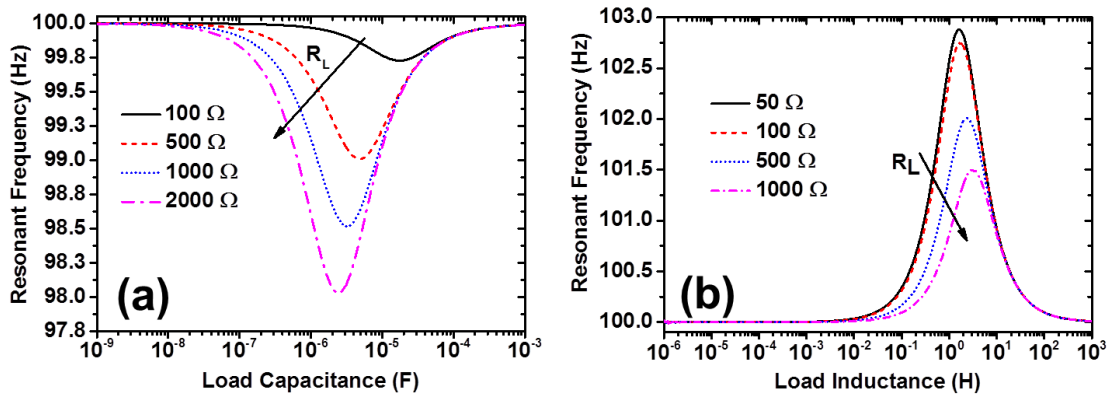 100.0
99.8
99.5
99.3
99.0
98.8
98.5
98.3
98.0
97.8
Resonant Frequency (Hz)
R_L
100 Ω
500 Ω
1000 Ω
2000 Ω
(a)
10^-9 10^-8 10^-7 10^-6 10^-5 10^-4 10^-3
Load Capacitance (F)
103.0
102.5
102.0
101.5
101.0
100.5
100.0
Resonant Frequency (Hz)
50 Ω
100 Ω
500 Ω
1000 Ω
R_L
(b)
10^-6 10^-5 10^-4 10^-3 10^-2 10^-1 10^0 10^1 10^2 10^3
Load Inductance (H)